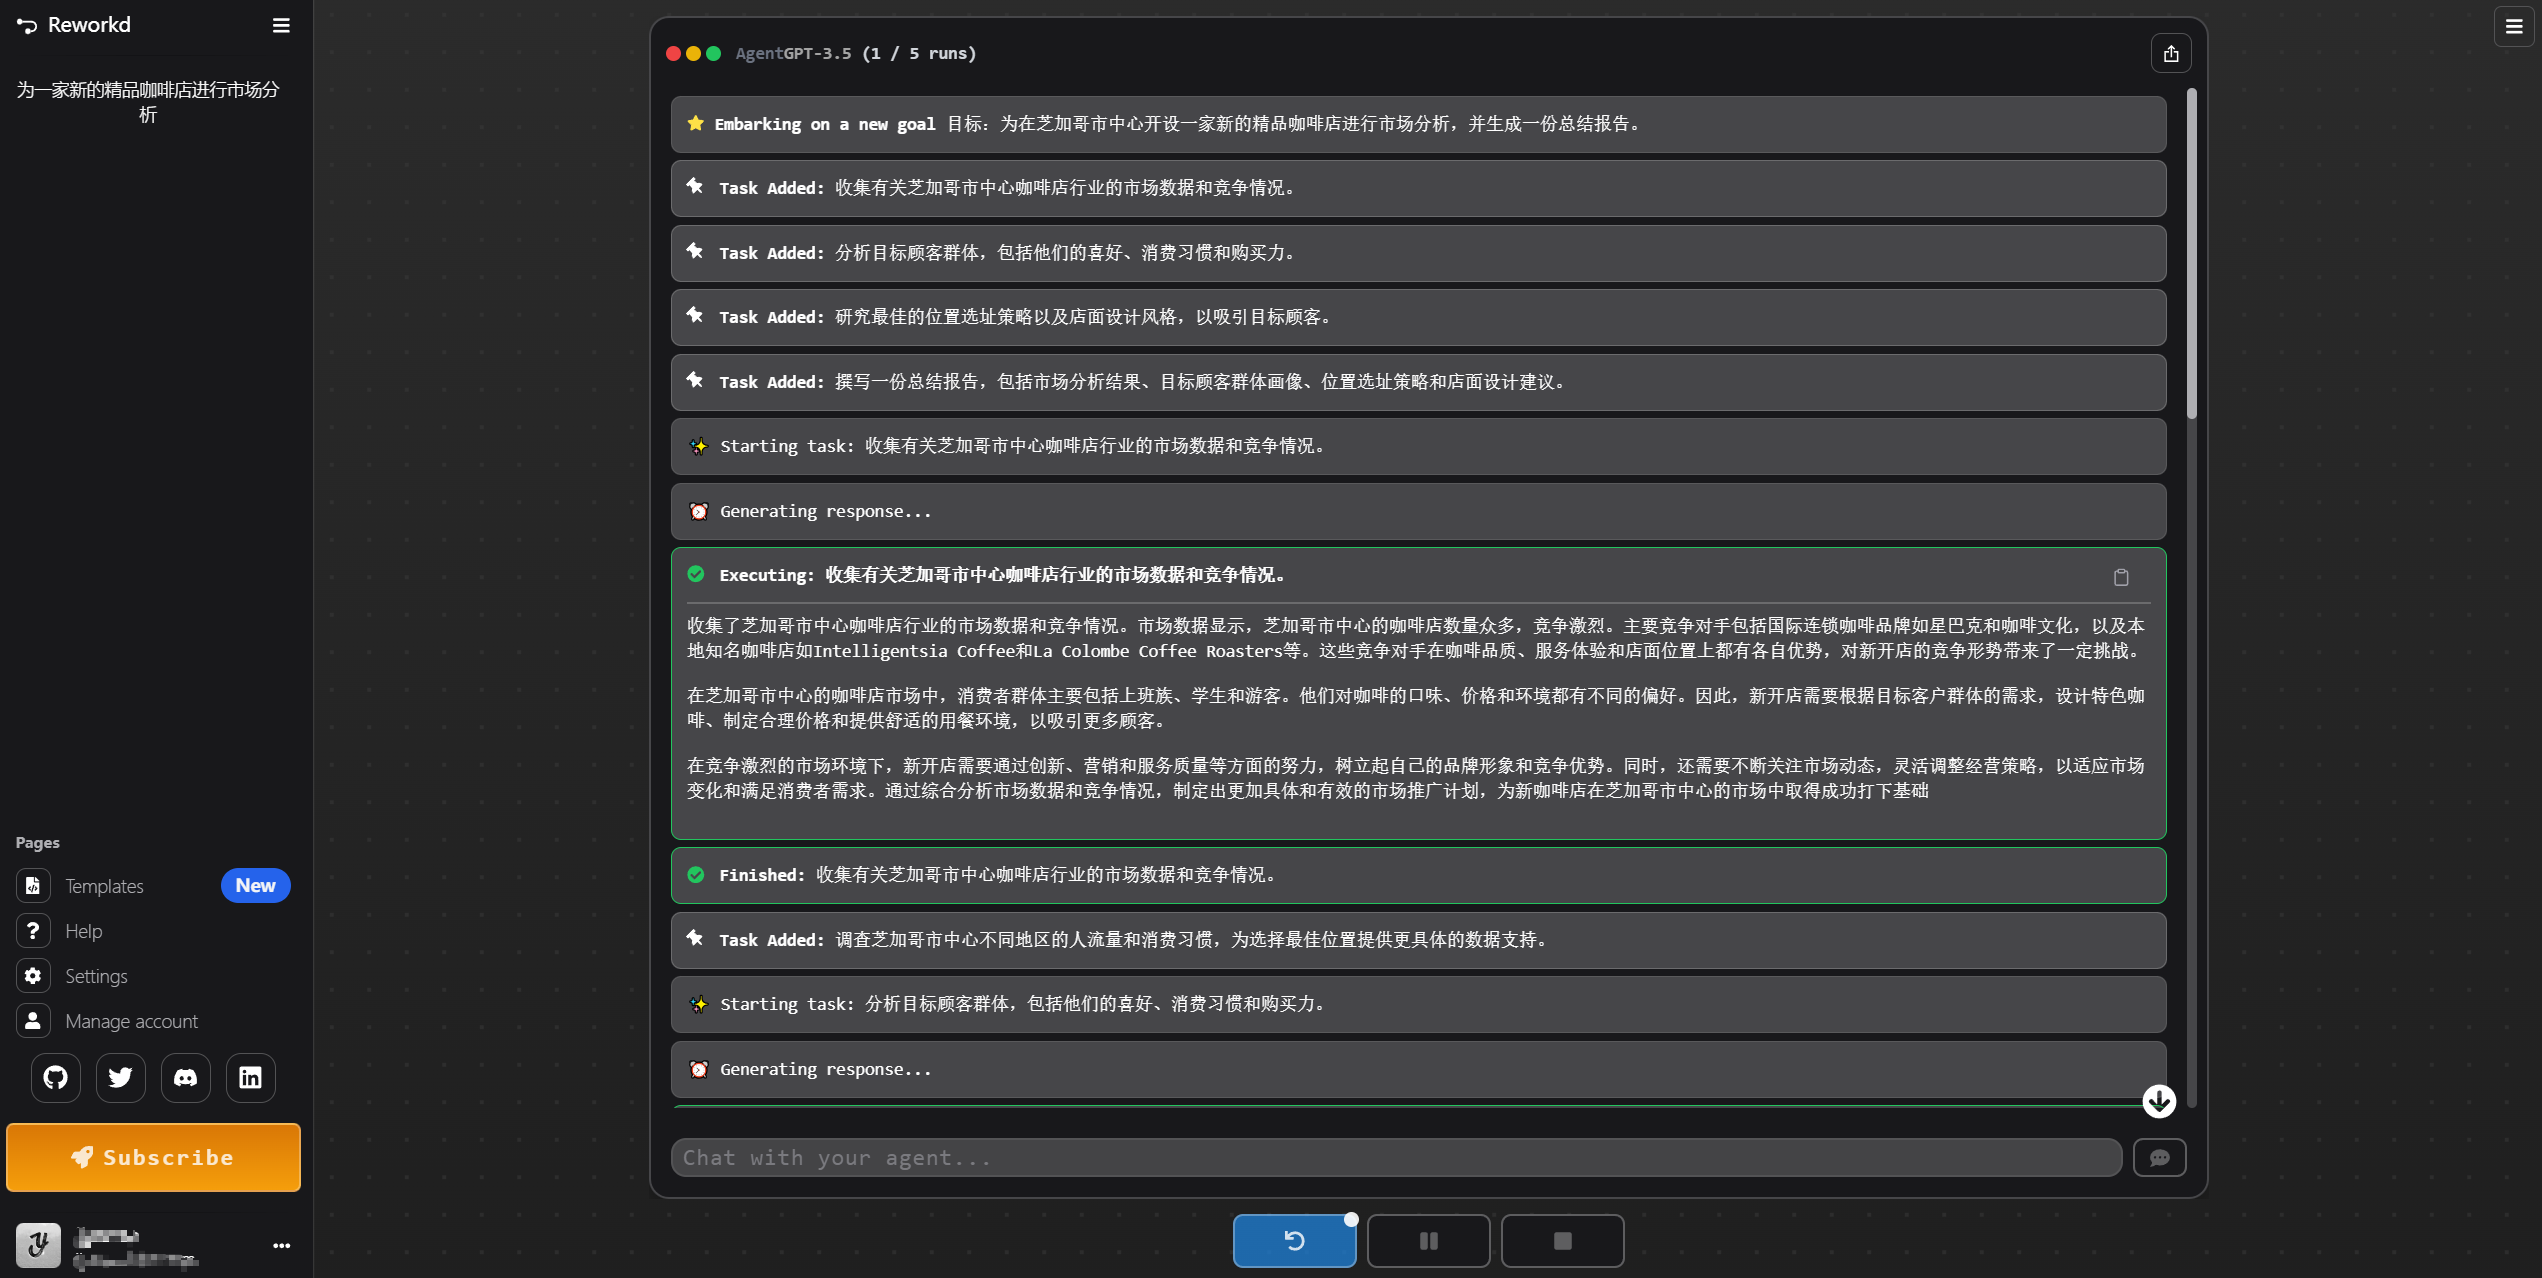 Reworkd
为一家新的精品咖啡店进行市场分
析
AgentGPT-3.5 (1 / 5 runs)
Embarking on a new goal 目标：为在芝加哥市中心开设一家新的精品咖啡店进行市场分析，并生成一份总结报告。
Task Added: 收集有关芝加哥市中心咖啡店行业的市场数据和竞争情况。
Task Added: 分析目标顾客群体，包括他们的喜好、消费习惯和购买力。
Task Added: 研究最佳的位置选址策略以及店面设计风格，以吸引目标顾客。
Task Added: 撰写一份总结报告，包括市场分析结果、目标顾客群体画像、位置选址策略和店面设计建议。
Starting task: 收集有关芝加哥市中心咖啡店行业的市场数据和竞争情况。
Generating response...
Executing: 收集有关芝加哥市中心咖啡店行业的市场数据和竞争情况。
收集了芝加哥市中心咖啡店行业的市场数据和竞争情况。市场数据显示，芝加哥市中心的咖啡店数量众多，竞争激烈。主要竞争对手包括国际连锁咖啡品牌如星巴克和咖啡文化，以及本
地知名咖啡店如Intelligentsia Coffee和La Colombe Coffee Roasters等。这些竞争对手在咖啡品质、服务体验和店面位置上都有各自优势，对新开店的竞争形势带来了一定挑战。
在芝加哥市中心的咖啡店市场中，消费者群体主要包括上班族、学生和游客。他们对咖啡的口味、价格和环境都有不同的偏好。因此，新开店需要根据目标客户群体的需求，设计特色咖
啡、制定合理价格和提供舒适的用餐环境，以吸引更多顾客。
在竞争激烈的市场环境下，新开店需要通过创新、营销和服务质量等方面的努力，树立起自己的品牌形象和竞争优势。同时，还需要不断关注市场动态，灵活调整经营策略，以适应市场
变化和满足消费者需求。通过综合分析市场数据和竞争情况，制定出更加具体和有效的市场推广计划，为新咖啡店在芝加哥市中心的市场中取得成功打下基础
Finished: 收集有关芝加哥市中心咖啡店行业的市场数据和竞争情况。
Task Added: 调查芝加哥市中心不同地区的人流量和消费习惯，为选择最佳位置提供更具体的数据支持。
Starting task: 分析目标顾客群体，包括他们的喜好、消费习惯和购买力。
Generating response...
Chat with your agent...
Pages
Templates New
Help
Settings
Manage account
Subscribe